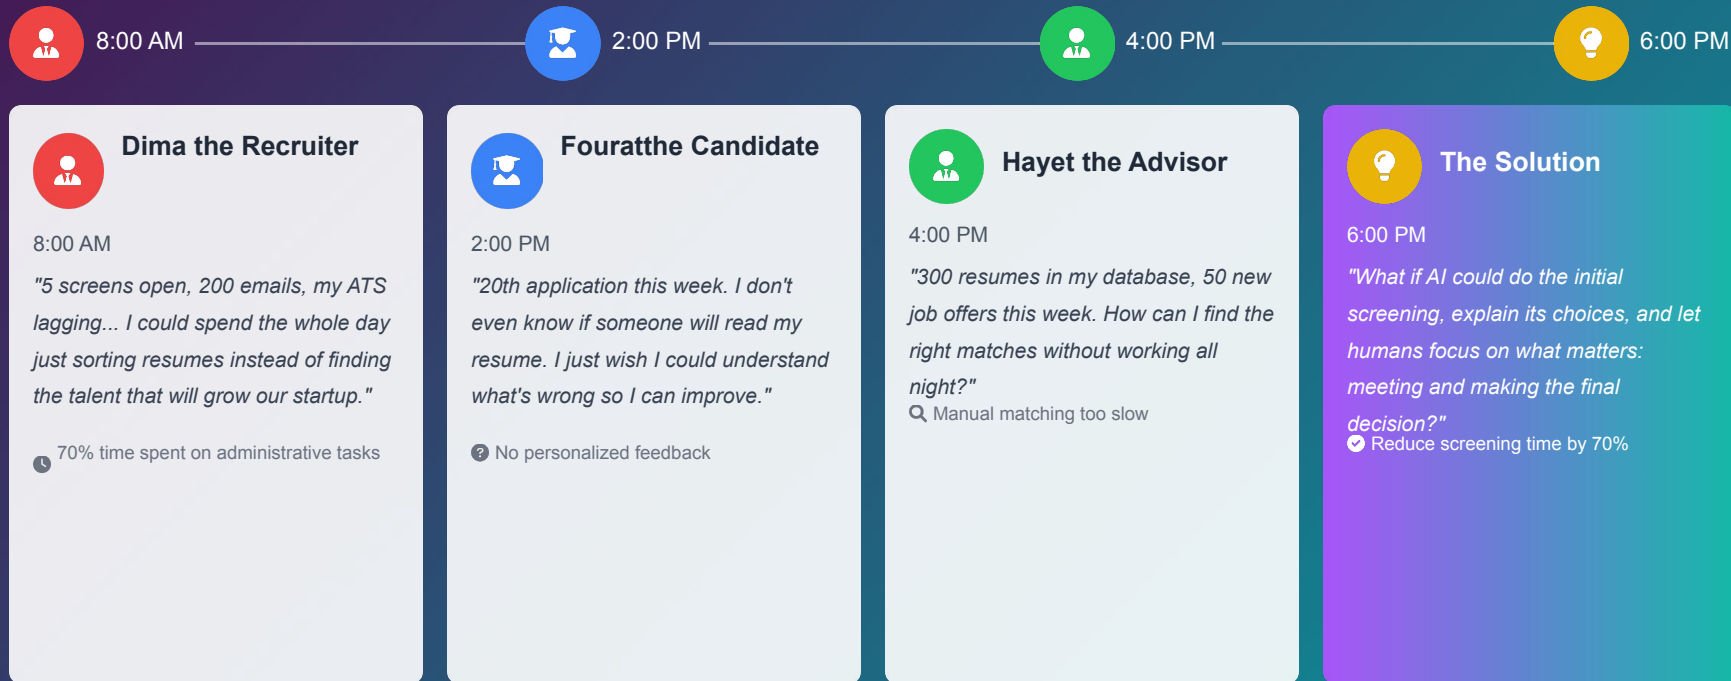 8:00 AM
2:00 PM
4:00 PM
6:00 PM
Dima the Recruiter
8:00 AM
"5 screens open, 200 emails, my ATS
lagging... I could spend the whole day
just sorting resumes instead of finding
the talent that will grow our startup."
70% time spent on administrative tasks
Fouratthe Candidate
2:00 PM
"20th application this week. I don't
even know if someone will read my
resume. I just wish I could understand
what's wrong so I can improve."
No personalized feedback
Hayet the Advisor
4:00 PM
"300 resumes in my database, 50 new
job offers this week. How can I find the
right matches without working all
night?"
Manual matching too slow
The Solution
6:00 PM
"What if AI could do the initial
screening, explain its choices, and let
humans focus on what matters:
meeting and making the final
decision?"
Reduce screening time by 70%